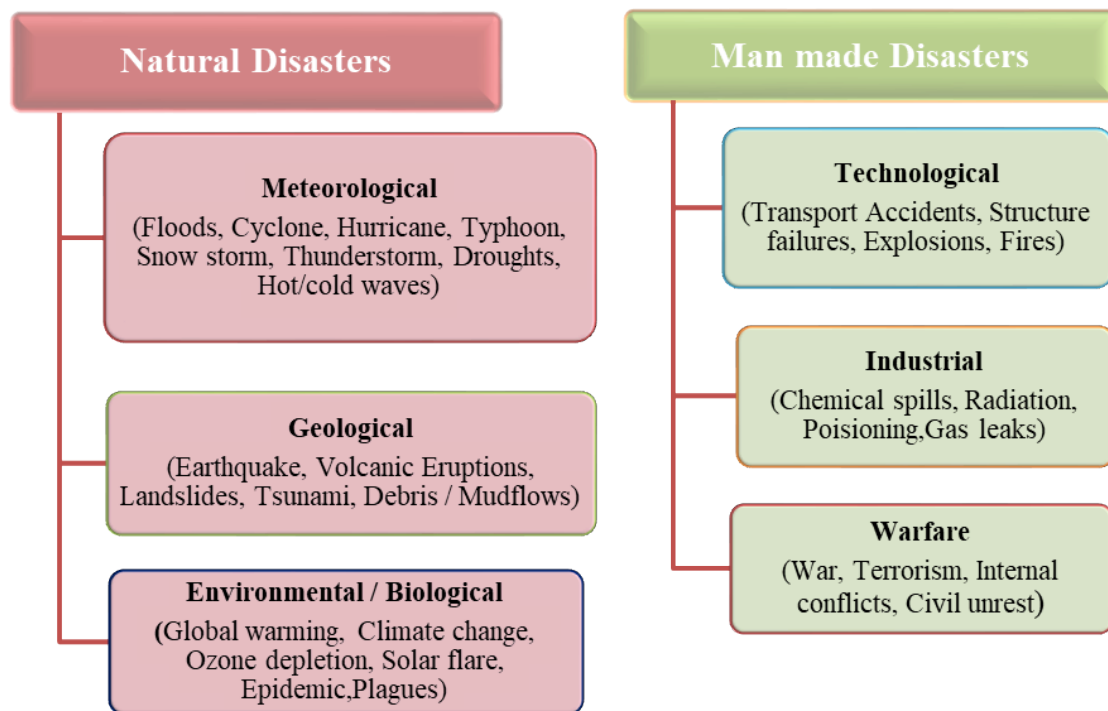 Natural Disasters
Meteorological
(Floods, Cyclone, Hurricane, Typhoon,
Snow storm, Thunderstorm, Droughts,
Hot/cold waves)
Geological
(Earthquake, Volcanic Eruptions,
Landslides, Tsunami, Debris / Mudflows)
Environmental / Biological
(Global warming, Climate change,
Ozone depletion, Solar flare,
Epidemic,Plagues)
Man made Disasters
Technological
(Transport Accidents, Structure
failures, Explosions, Fires)
Industrial
(Chemical spills, Radiation,
Poisioning,Gas leaks)
Warfare
(War, Terrorism, Internal
conflicts, Civil unrest)